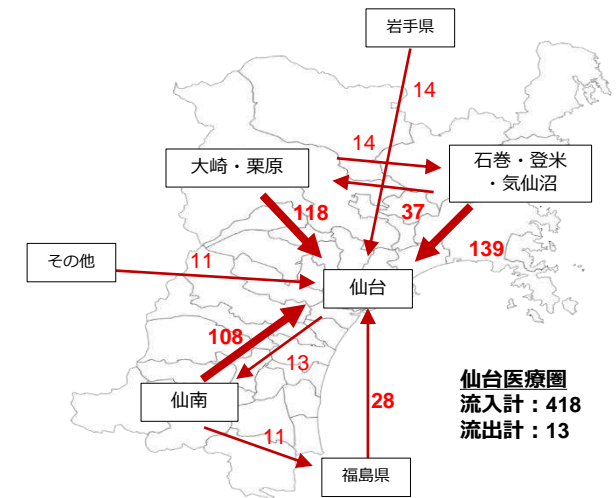 岩手県
14
14
大崎・栗原
石巻・登米
・気仙沼
118
37
139
その他
11
仙台
108
13
仙台医療圏
流入計：418
流出計：13
仙南
28
11
福島県